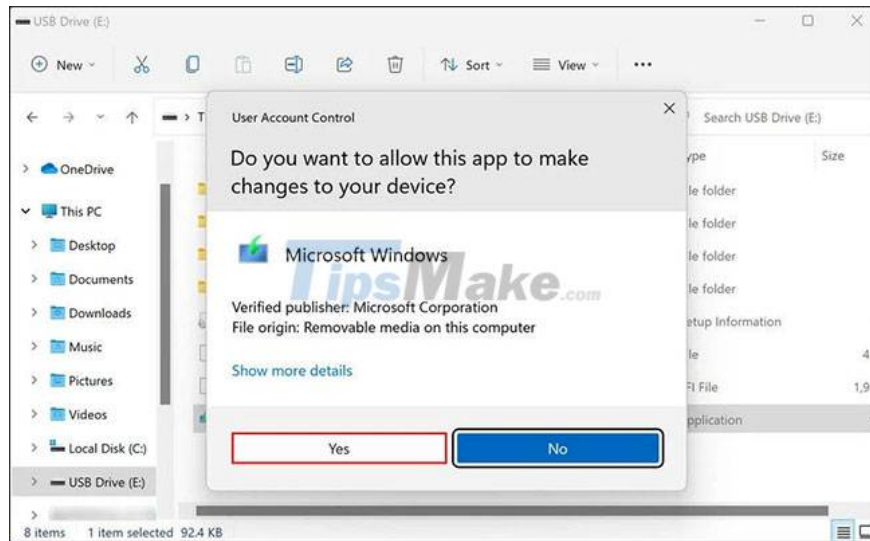 USB Drive (E:)
New
Sort
View
T
Search USB Drive (E:)
User Account Control
Do you want to allow this app to make
changes to your device?
ype
Size
OneDrive
This PC
Desktop
Documents
Downloads
Music
Pictures
Videos
Local Disk (C:)
USB Drive (E:)
le folder
le folder
le folder
le folder
etup Information
le
4
FI File
1,9
pplication
Microsoft Windows
TipsMake.com
Verified publisher: Microsoft Corporation
File origin: Removable media on this computer
Show more details
Yes
No
8 items
1 item selected 92.4 KB